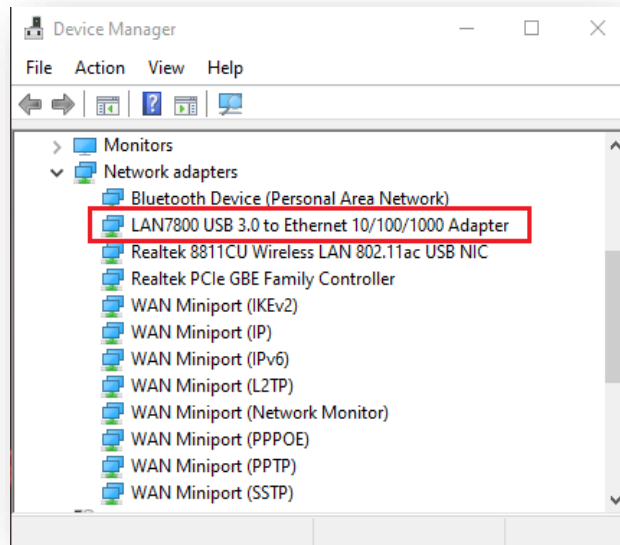 Device Manager
File Action View Help
Monitors
Network adapters
Bluetooth Device (Personal Area Network)
LAN7800 USB 3.0 to Ethernet 10/100/1000 Adapter
Realtek 8811CU Wireless LAN 802.11ac USB NIC
Realtek PCIe GBE Family Controller
WAN Miniport (IKEv2)
WAN Miniport (IP)
WAN Miniport (IPv6)
WAN Miniport (L2TP)
WAN Miniport (Network Monitor)
WAN Miniport (PPPOE)
WAN Miniport (PPTP)
WAN Miniport (SSTP)